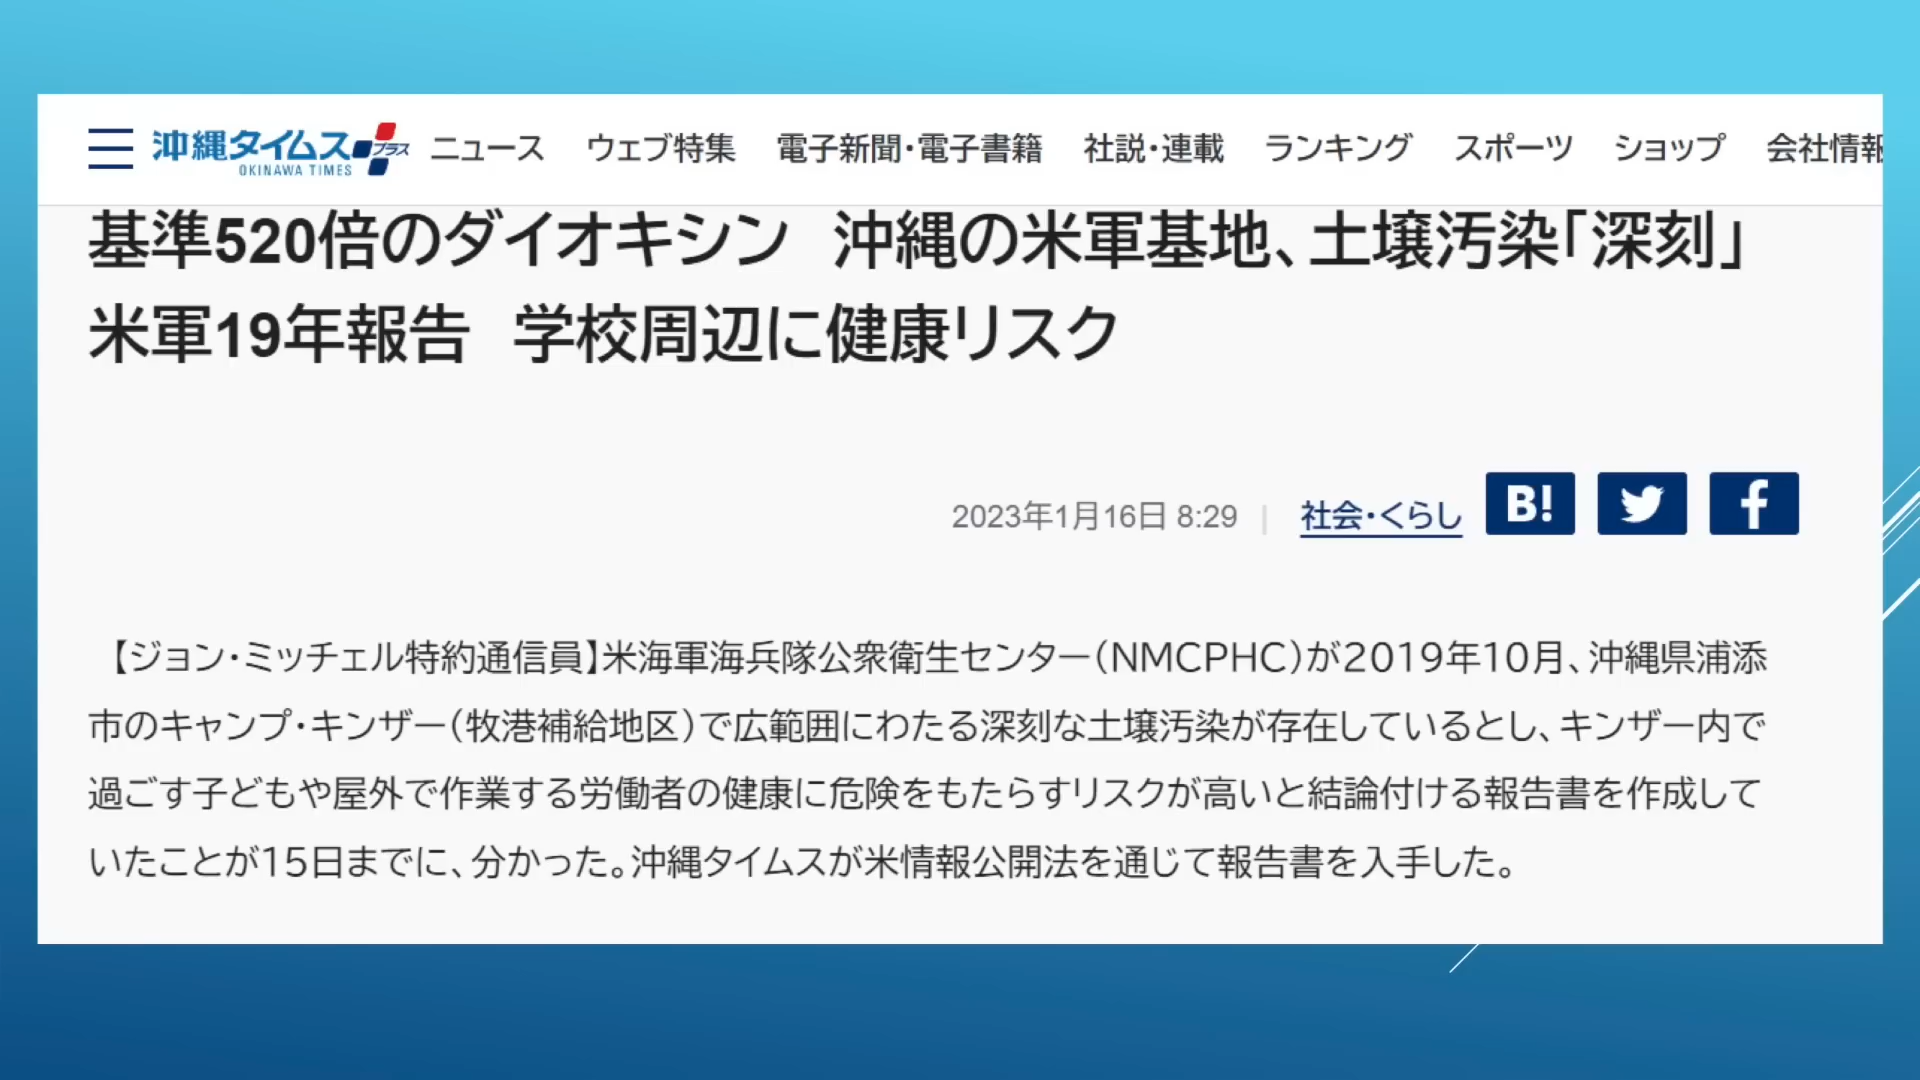 沖縄タイムスプラス ニュース ウェブ特集 電子新聞・電子書籍 社説・連載 ランキング スポーツ ショップ 会社情報
OKINAWA TIMES
基準520倍のダイオキシン 沖縄の米軍基地、土壌汚染「深刻」
米軍19年報告 学校周辺に健康リスク
2023年1月16日 8:29 | 社会・くらし B!
【ジョン・ミッチェル特約通信員】米海軍海兵隊公衆衛生センター（NMCPHC）が2019年10月、沖縄県浦添
市のキャンプ・キンザー（牧港補給地区）で広範囲にわたる深刻な土壌汚染が存在しているとし、キンザー内で
過ごす子どもや屋外で作業する労働者の健康に危険をもたらすリスクが高いと結論付ける報告書を作成して
いたことが15日までに、分かった。沖縄タイムスが米情報公開法を通じて報告書を入手した。